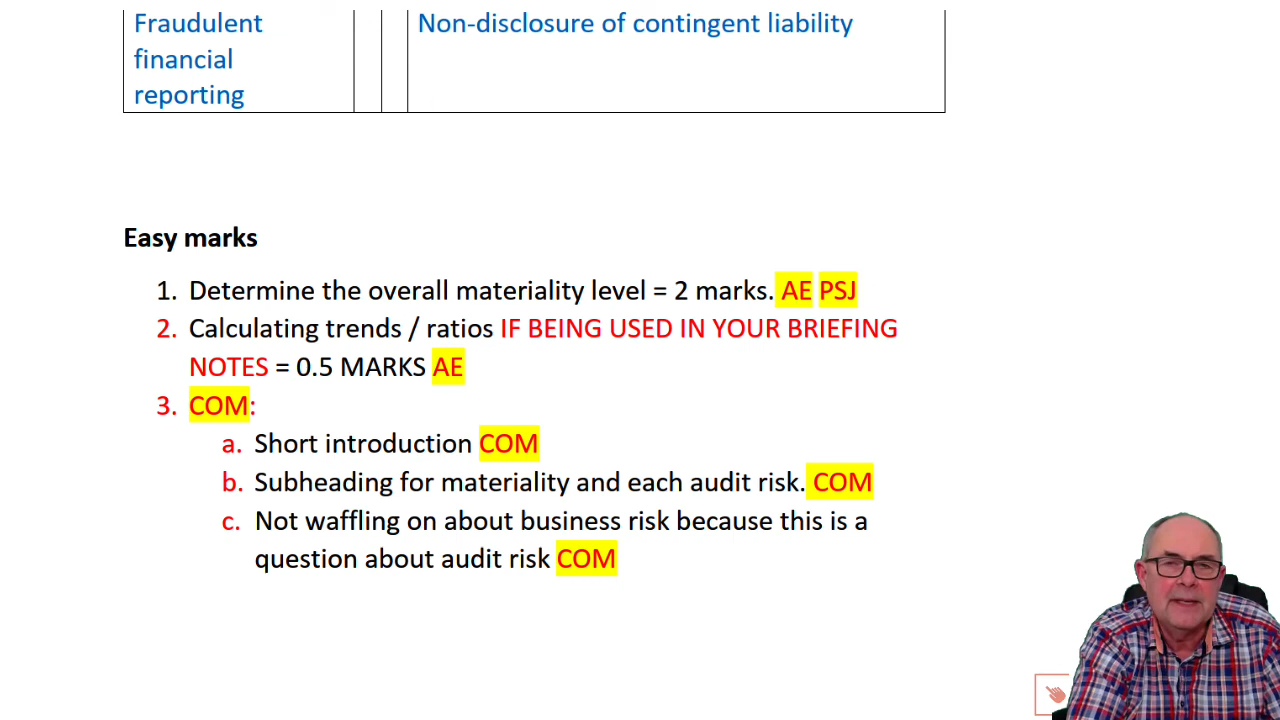 Fraudulent
financial
reporting
Non-disclosure of contingent liability
Easy marks
1. Determine the overall materiality level = 2 marks. AE PSJ
2. Calculating trends / ratios IF BEING USED IN YOUR BRIEFING
NOTES = 0.5 MARKS AE
3. COM:
a. Short introduction COM
b. Subheading for materiality and each audit risk. COM
c. Not waffling on about business risk because this is a
question about audit risk COM